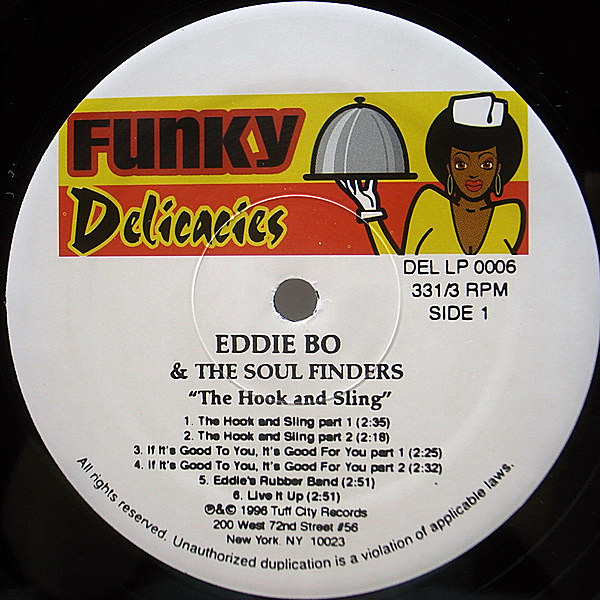 Funky
Delicacies
DEL LP 0006
331/3 RPM
SIDE 1
EDDIE BO
& THE SOUL FINDERS
"The Hook and Sling"
1. The Hook and Sling part 1 (2:35)
2. The Hook and Sling part 2 (2:18)
3. If It's Good To You, It's Good For You part 1 (2:25)
4. If It's Good To You, It's Good For You part 2 (2:32)
5. Eddie's Rubber Band (2:51)
6. Live It Up (2:51)
℗&© 1996 Tuff City Records
200 West 72nd Street #56
New York, NY 10023
All rights reserved. Unauthorized duplication is a violation of applicable laws.